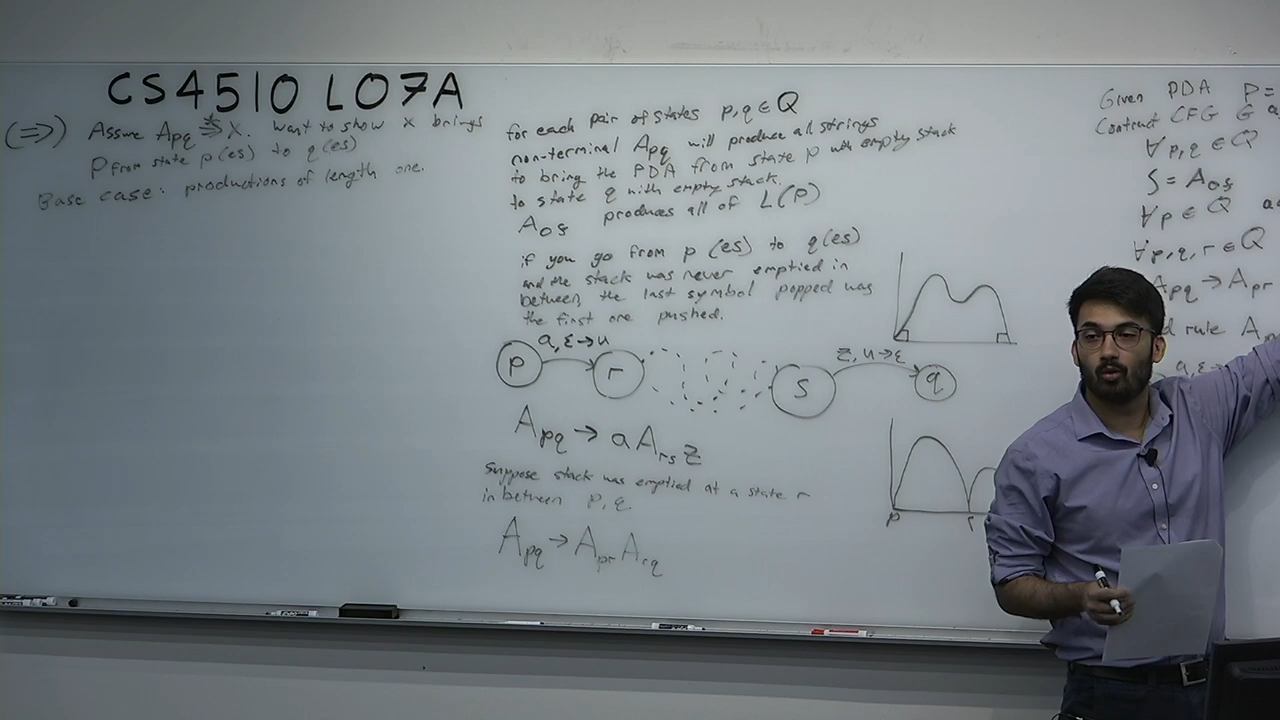 CS4510 L07A
(⇒) Assume Apq ⇒* x. want to show x brings
P from state p(es) to q(es)
Base case: productions of length one.
for each pair of states p,q ∈ Q
non-terminal Apq will produce all strings
to bring the PDA from state p with empty stack
to state q with empty stack.
produces all of L(P)
if you go from p (es) to q(es)
and the stack was never emptied in
between, the last symbol popped was
the first one pushed.
a, ε→u
p
r
s
z, u→ε
q
Apq → a Ars z
Suppose stack was emptied at a state r
in between p, q.
Apq → Apr Arq
p
r
Given PDA P=
Contruct CFG G
∀ p,q ∈ Q
∀p ∈ Q
∀p,q,r ∈ Q
Apq → Apr
rule
a,ε→